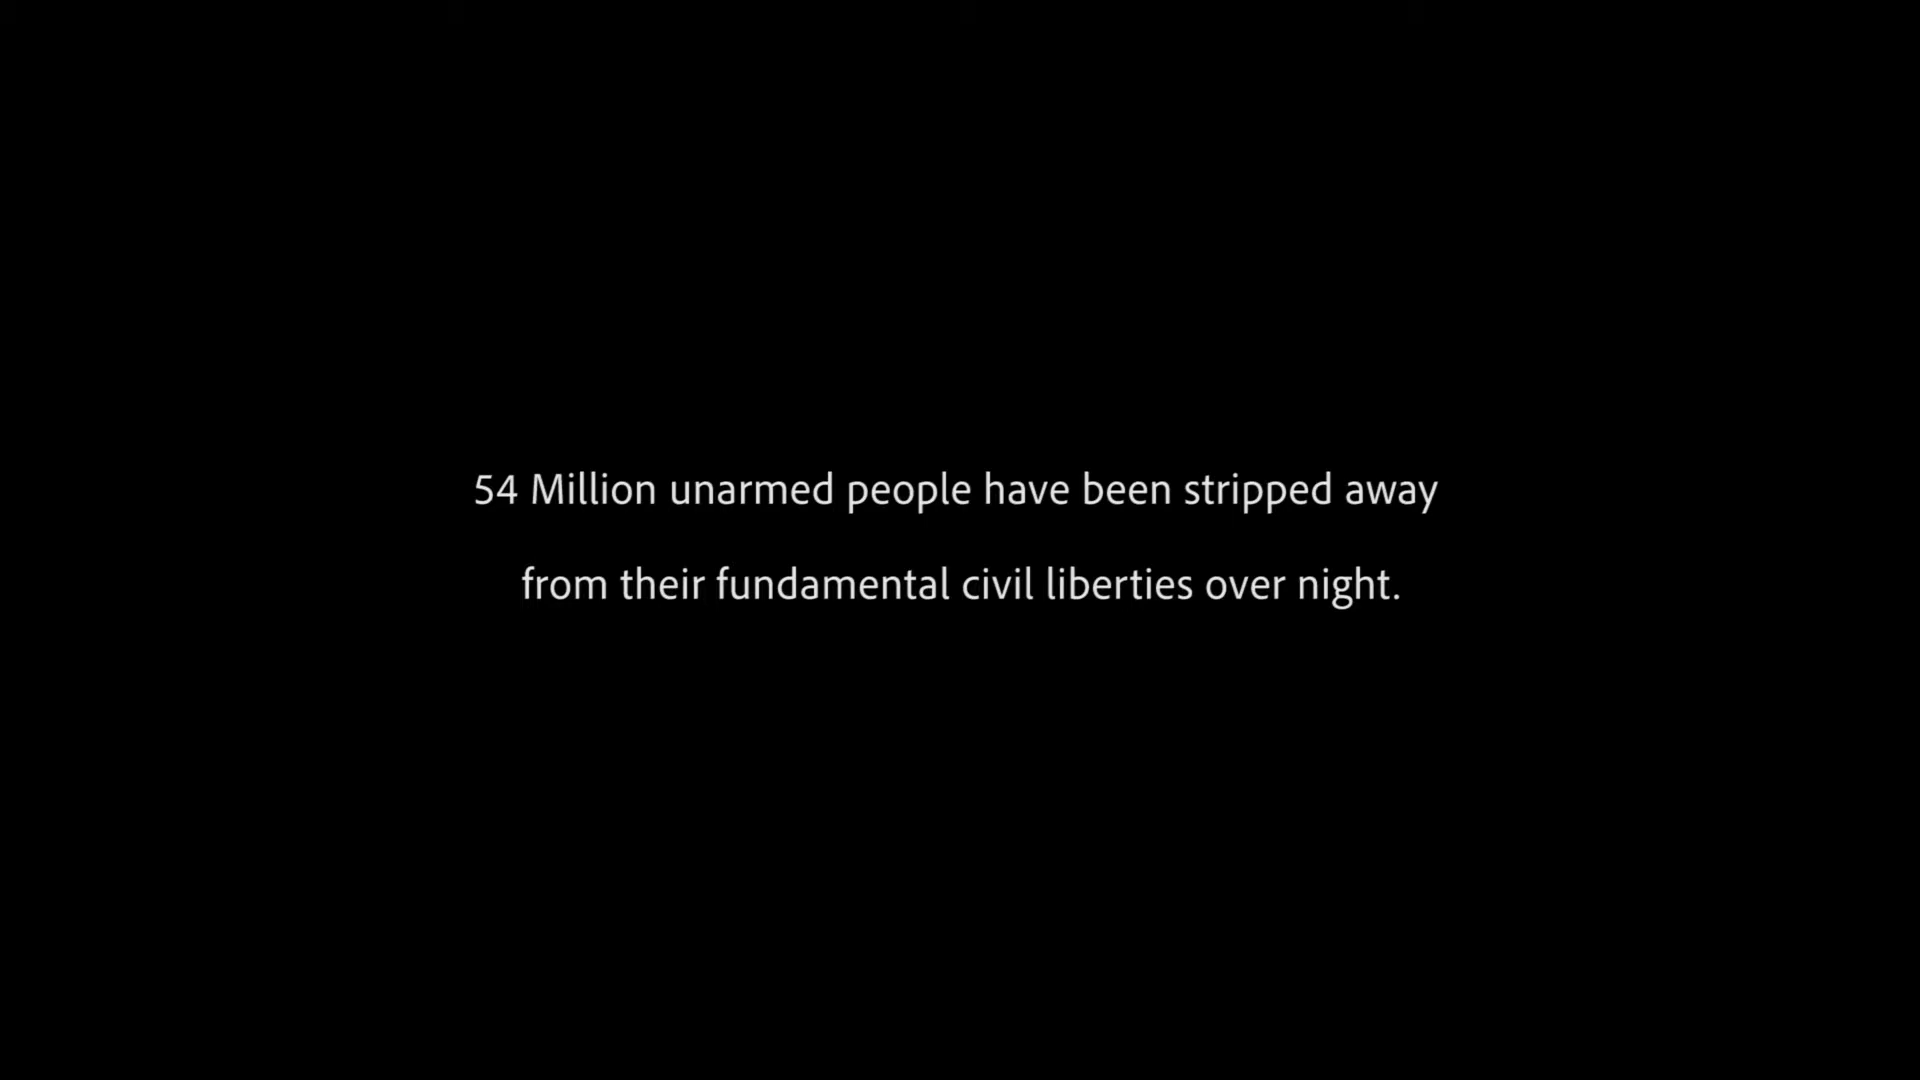 54 Million unarmed people have been stripped away
from their fundamental civil liberties over night.